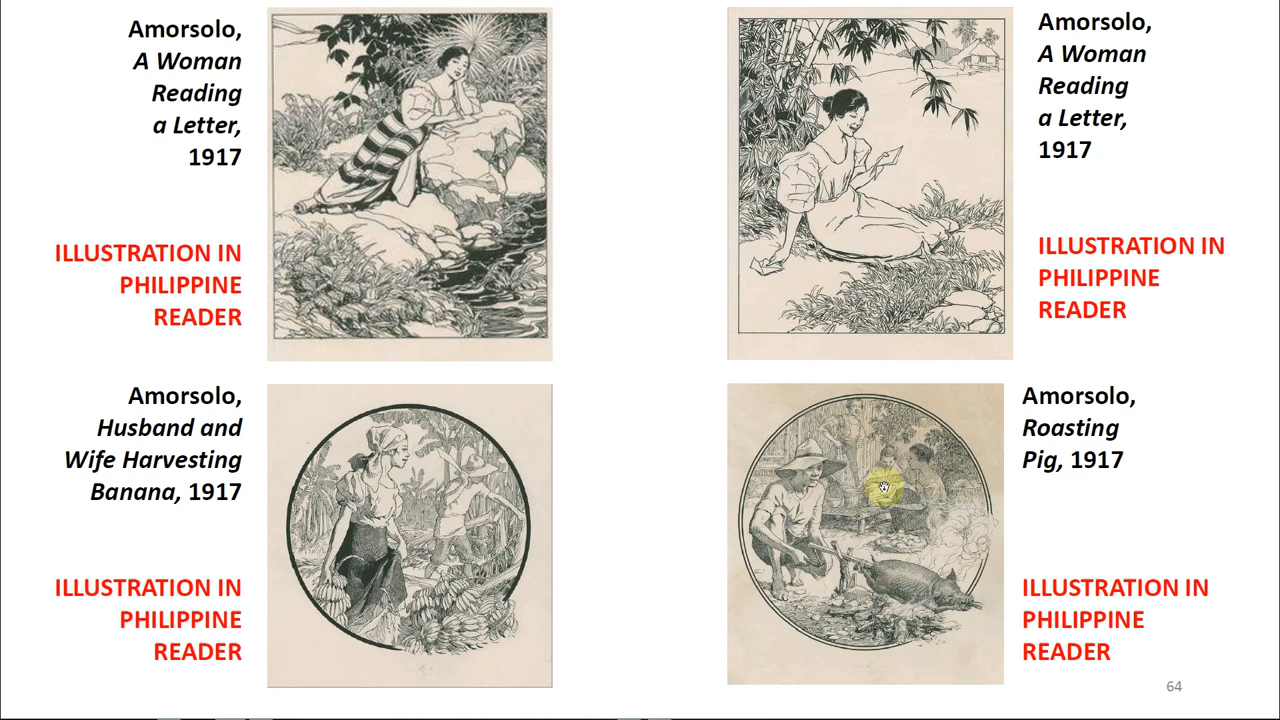 Amorsolo,
A Woman
Reading
a Letter,
1917
ILLUSTRATION IN
PHILIPPINE
READER
Amorsolo,
A Woman
Reading
a Letter,
1917
ILLUSTRATION IN
PHILIPPINE
READER
Amorsolo,
Husband and
Wife Harvesting
Banana, 1917
ILLUSTRATION IN
PHILIPPINE
READER
Amorsolo,
Roasting
Pig, 1917
ILLUSTRATION IN
PHILIPPINE
READER
64